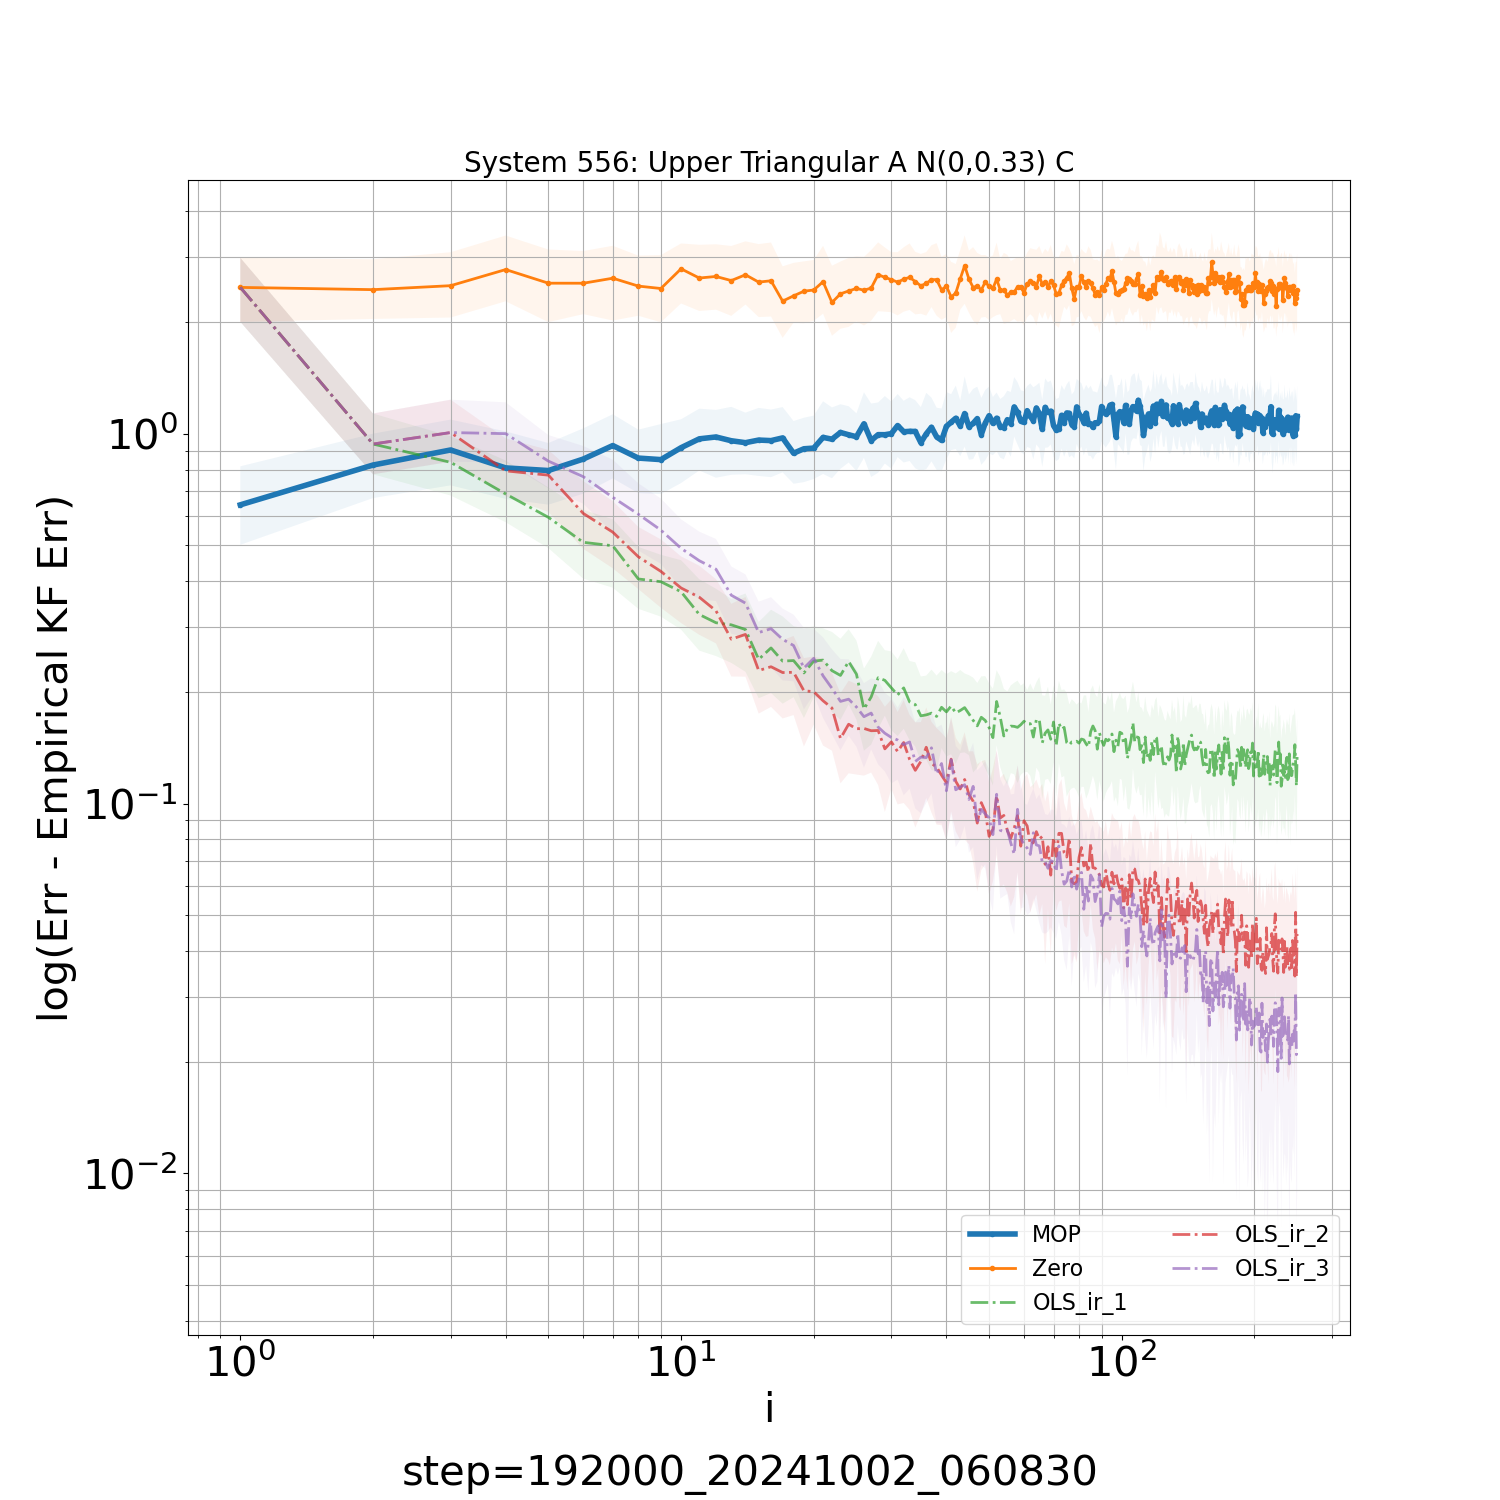 System 556: Upper Triangular A N(0,0.33) C
log(Err - Empirical KF Err)
10^0
10^-1
10^-2
MOP
Zero
OLS_ir_1
OLS_ir_2
OLS_ir_3
10^0
10^1
10^2
i
step=192000_20241002_060830